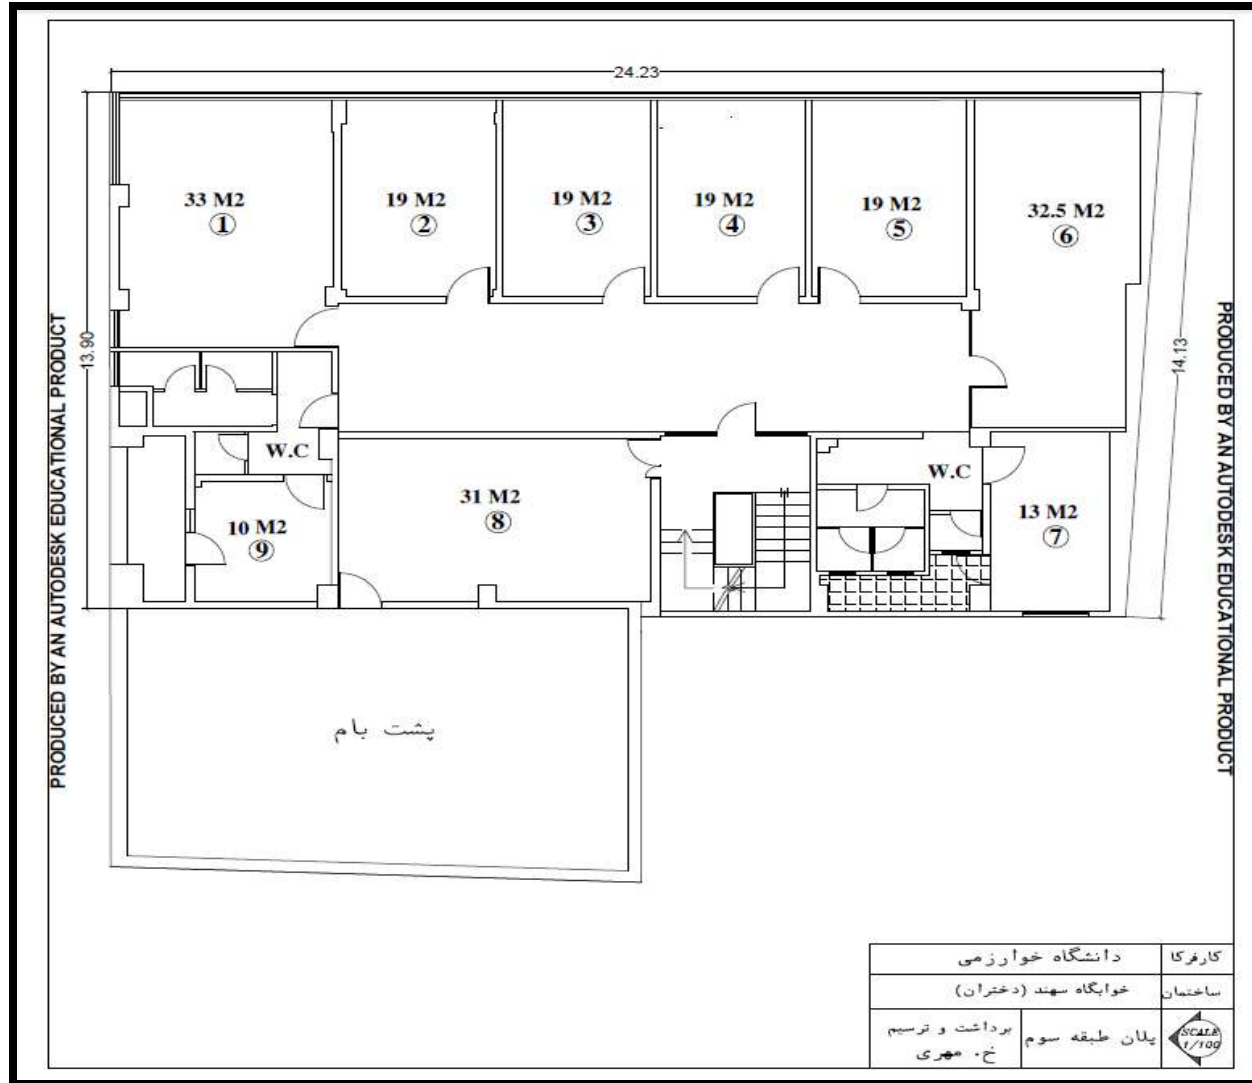 24.23
33 M2
1
19 M2
2
19 M2
3
19 M2
4
19 M2
5
32.5 M2
6
13.90
14.13
PRODUCED BY AN AUTODESK EDUCATIONAL PRODUCT
PRODUCED BY AN AUTODESK EDUCATIONAL PRODUCT
W.C
W.C
31 M2
8
10 M2
9
13 M2
7
پشت بام
کارفرکا دانشگاه خوارزمی
ساختمان خوابگاه سهند (دختران)
SCALE
1/100
پلان طبقه سوم
برداشت و ترسیم
خ. مهری